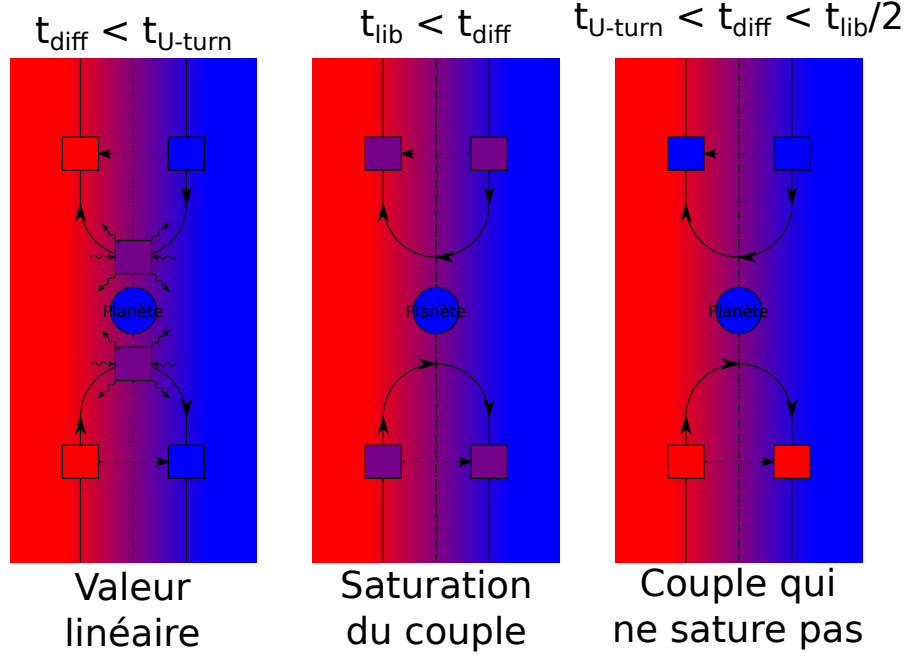 t_diff < t_U-turn
t_lib < t_diff
t_U-turn < t_diff < t_lib/2
Planète
Planète
Planète
Valeur
linéaire
Saturation
du couple
Couple qui
ne sature pas